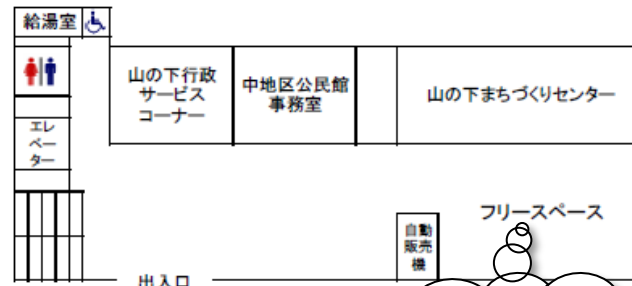 給湯室
山の下行政
サービス
コーナー
中地区公民館
事務室
山の下まちづくりセンター
エレ
ベー
ター
フリースペース
自動
販売
機
出入口